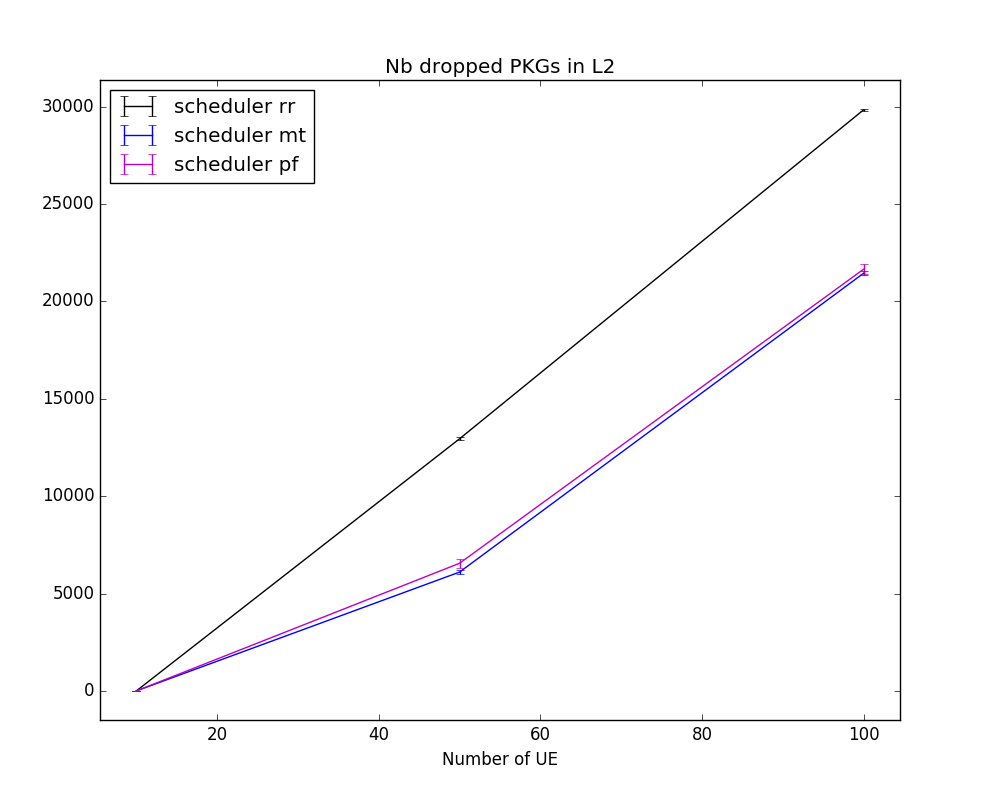 Nb dropped PKGs in L2
scheduler rr
scheduler mt
scheduler pf
30000
25000
20000
15000
10000
5000
0
20 40 60 80 100
Number of UE